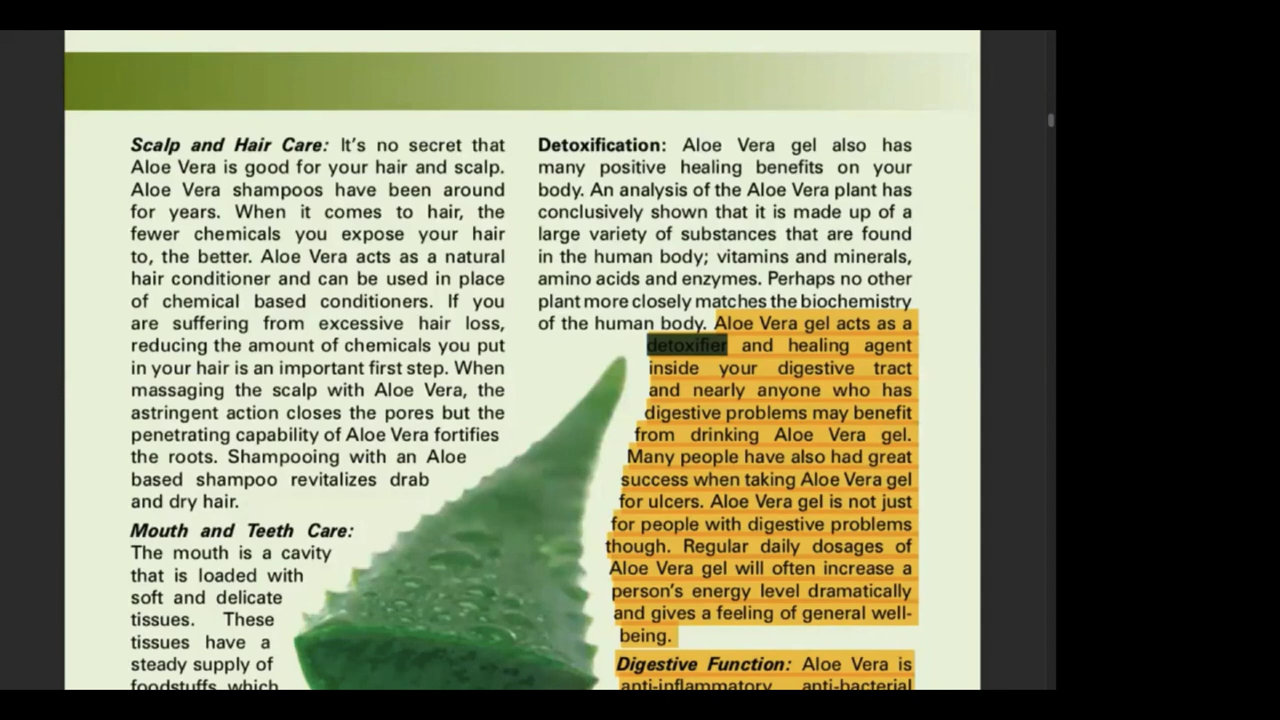 Scalp and Hair Care: It's no secret that
Aloe Vera is good for your hair and scalp.
Aloe Vera shampoos have been around
for years. When it comes to hair, the
fewer chemicals you expose your hair
to, the better. Aloe Vera acts as a natural
hair conditioner and can be used in place
of chemical based conditioners. If you
are suffering from excessive hair loss,
reducing the amount of chemicals you put
in your hair is an important first step. When
massaging the scalp with Aloe Vera, the
astringent action closes the pores but the
penetrating capability of Aloe Vera fortifies
the roots. Shampooing with an Aloe
based shampoo revitalizes drab
and dry hair.
Mouth and Teeth Care:
The mouth is a cavity
that is loaded with
soft and delicate
tissues. These
tissues have a
steady supply of
foodstuffs which
Detoxification: Aloe Vera gel also has
many positive healing benefits on your
body. An analysis of the Aloe Vera plant has
conclusively shown that it is made up of a
large variety of substances that are found
in the human body; vitamins and minerals,
amino acids and enzymes. Perhaps no other
plant more closely matches the biochemistry
of the human body. Aloe Vera gel acts as a
detoxifier and healing agent
inside your digestive tract
and nearly anyone who has
digestive problems may benefit
from drinking Aloe Vera gel.
Many people have also had great
success when taking Aloe Vera gel
for ulcers. Aloe Vera gel is not just
for people with digestive problems
though. Regular daily dosages of
Aloe Vera gel will often increase a
person's energy level dramatically
and gives a feeling of general well-
being.
Digestive Function: Aloe Vera is
anti-inflammatory, anti-bacterial